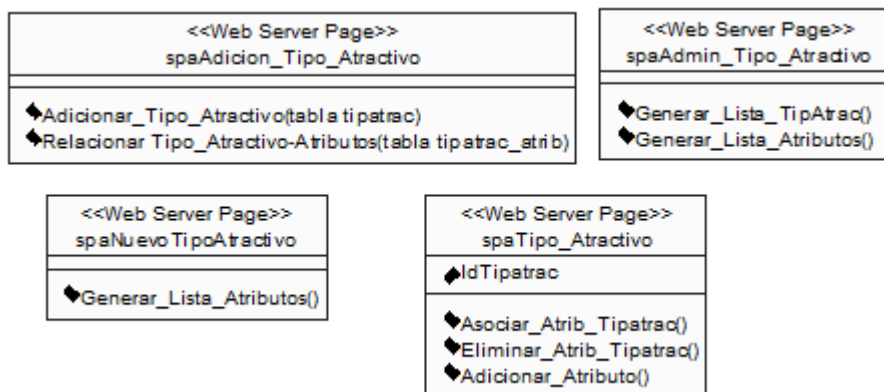 <<Web Server Page>>
spaAdicion_Tipo_Atractivo
Adicionar_Tipo_Atractivo(tabla tipatrac)
Relacionar Tipo_Atractivo-Atributos(tabla tipatrac_atrib)
<<Web Server Page>>
spaAdmin_Tipo_Atractivo
Generar_Lista_TipAtrac()
Generar_Lista_Atributos()
<<Web Server Page>>
spaNuevoTipoAtractivo
Generar_Lista_Atributos()
<<Web Server Page>>
spaTipo_Atractivo
IdTipatrac
Asociar_Atrib_Tipatrac()
Eliminar_Atrib_Tipatrac()
Adicionar_Atributo()